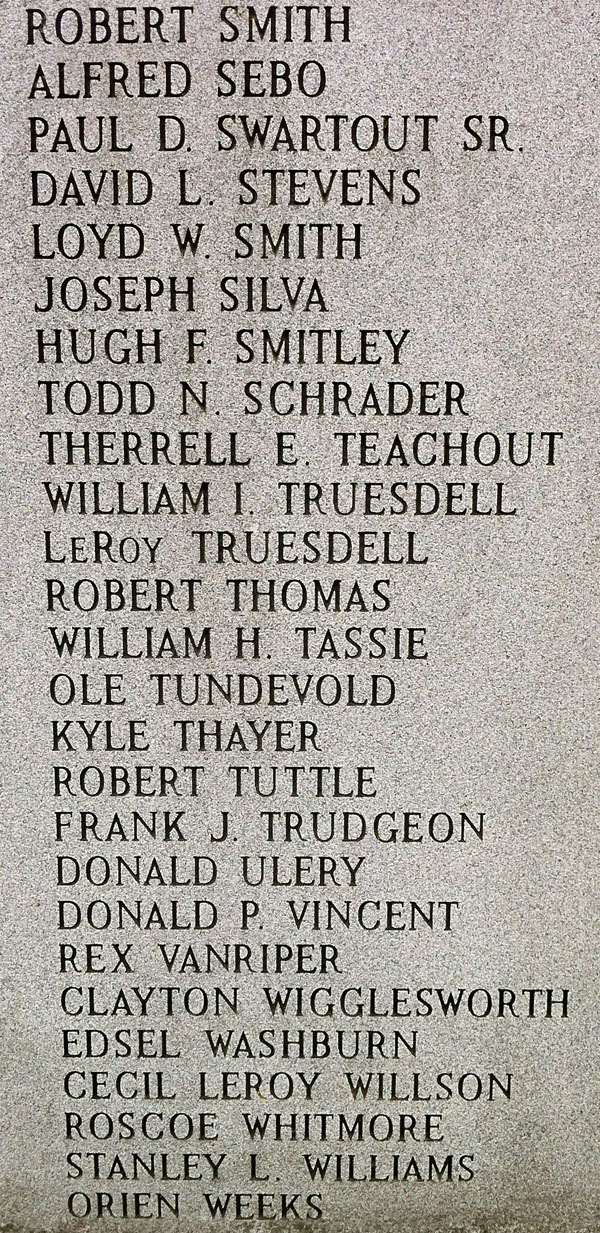 ROBERT SMITH
ALFRED SEBO
PAUL D. SWARTOUT SR.
DAVID L. STEVENS
LOYD W. SMITH
JOSEPH SILVA
HUGH F. SMITLEY
TODD N. SCHRADER
THERRELL E. TEACHOUT
WILLIAM I. TRUESDELL
LeROY TRUESDELL
ROBERT THOMAS
WILLIAM H. TASSIE
OLE TUNDEVOLD
KYLE THAYER
ROBERT TUTTLE
FRANK J. TRUDGEON
DONALD ULERY
DONALD P. VINCENT
REX VANRIPER
CLAYTON WIGGLESWORTH
EDSEL WASHBURN
CECIL LEROY WILLSON
ROSCOE WHITMORE
STANLEY L. WILLIAMS
ORIEN WEEKS